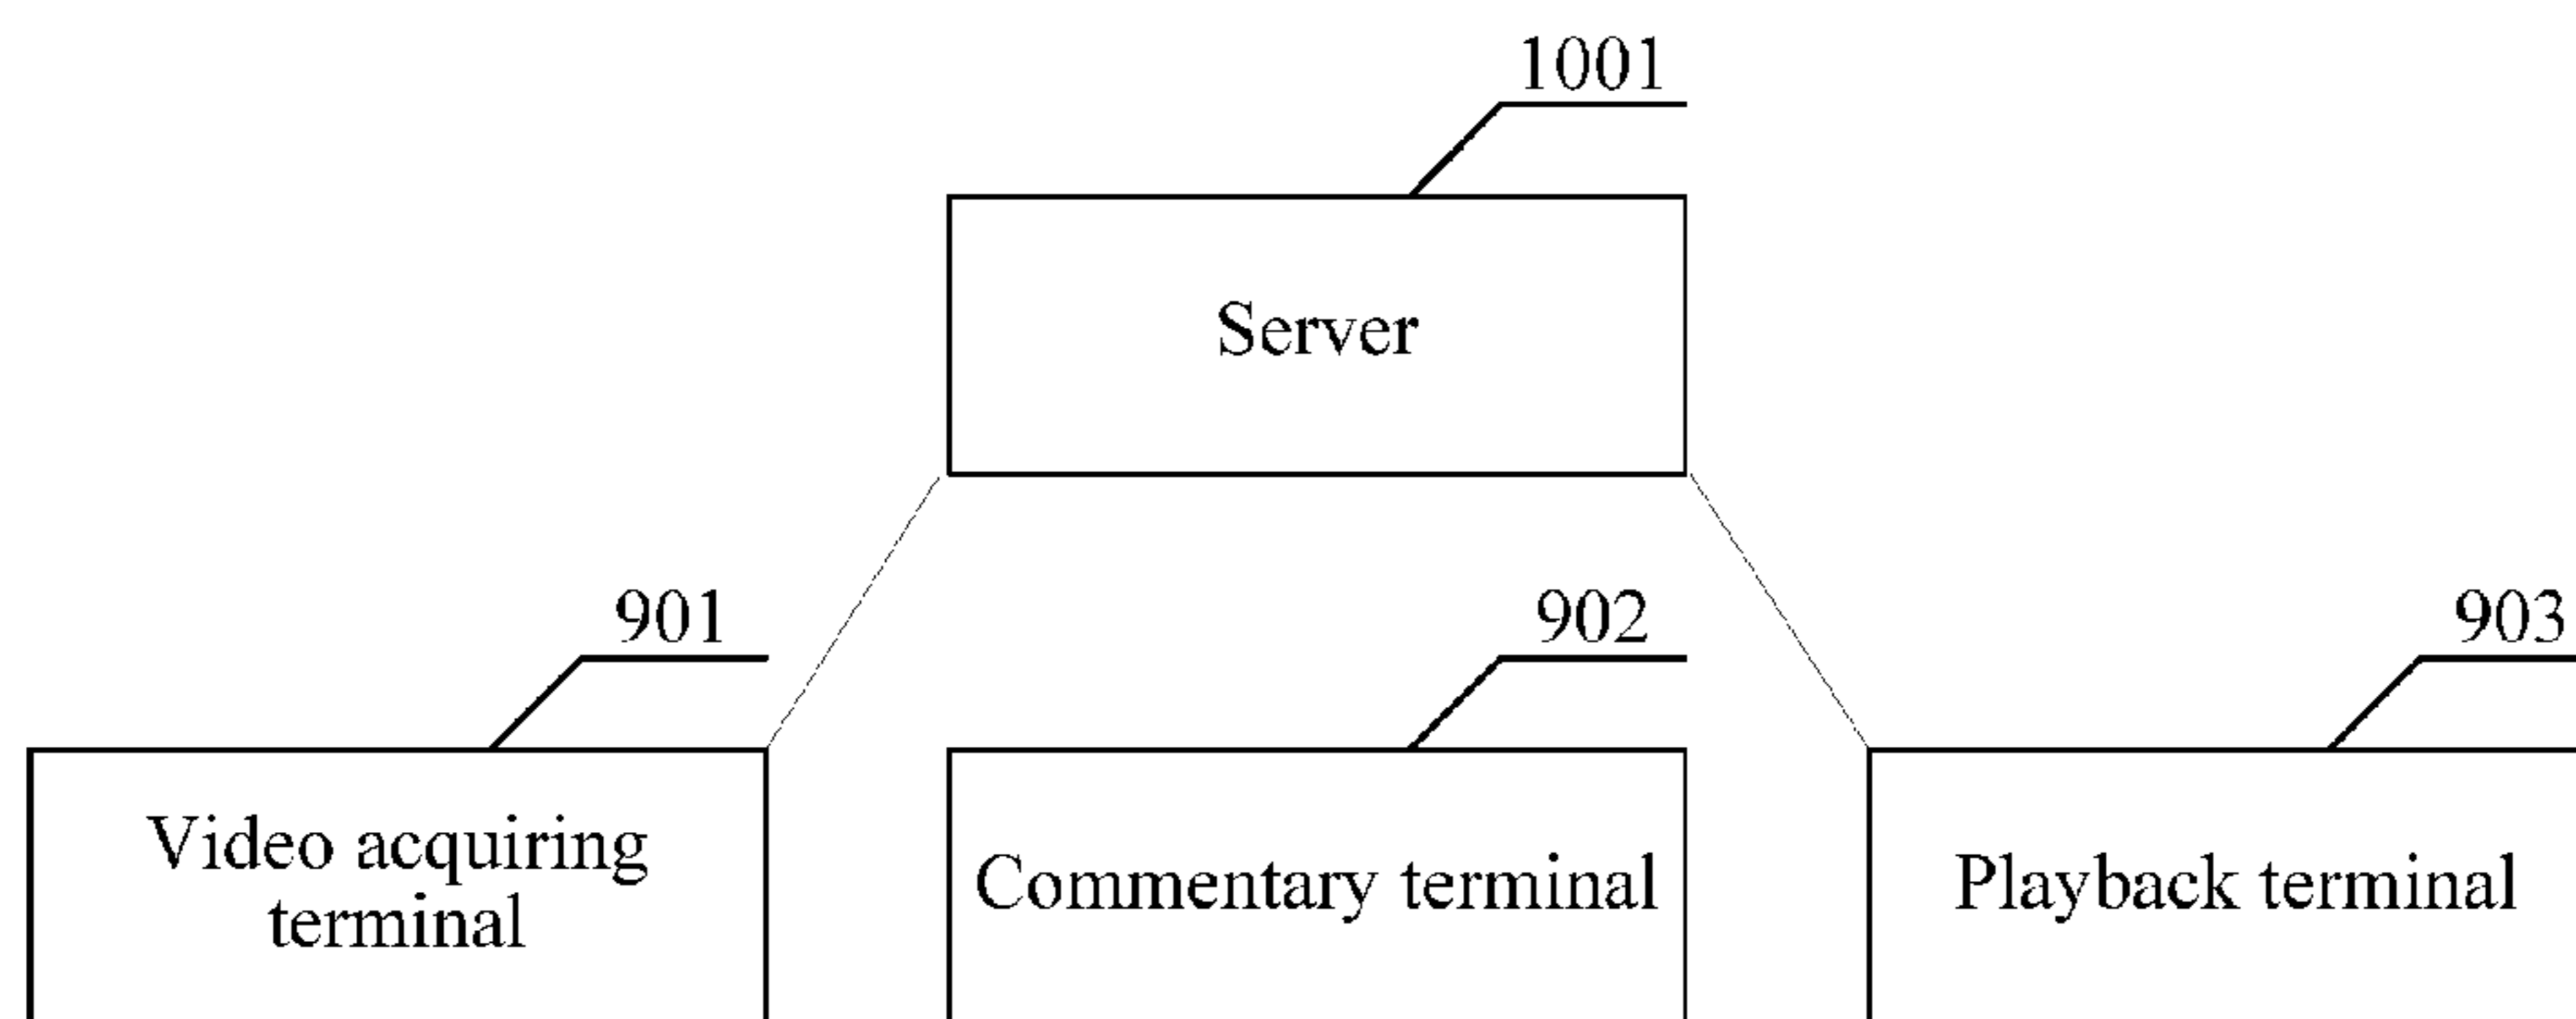 1001
Server
901
902
903
Video acquiring
terminal
Commentary terminal
Playback terminal